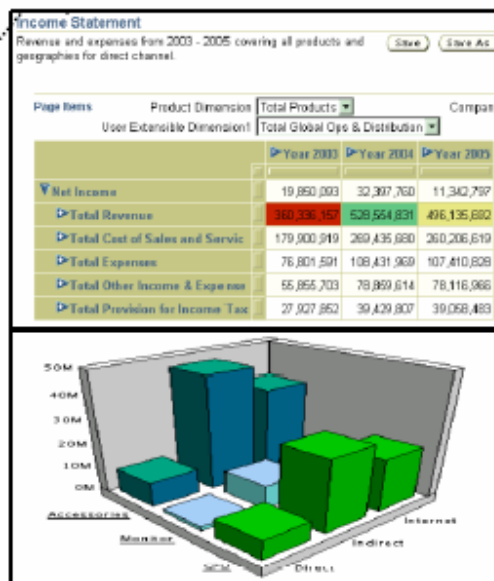 Income Statement
Revenue and expenses from 2003 - 2005 covering all products and
geographies for direct channel.
Save
Save As
Page Items
Product Dimension Total Products
Compan
User Extensible Dimension1 Total Global Ops & Distribution
Year 2003 Year 2004 Year 2005
Net Income 19,850,093 32,397,760 11,342,797
Total Revenue 360,336,157 528,554,831 496,135,692
Total Cost of Sales and Servic 179,900,919 269,435,680 260,206,619
Total Expenses 76,801,591 108,431,969 107,410,828
Total Other Income & Expense 55,855,703 78,859,614 78,116,966
Total Provision for Income Tax 27,927,852 39,429,807 39,058,483
50M
40M
30M
20M
10M
0M
Accessories
Monitor
Direct
Indirect
Internet